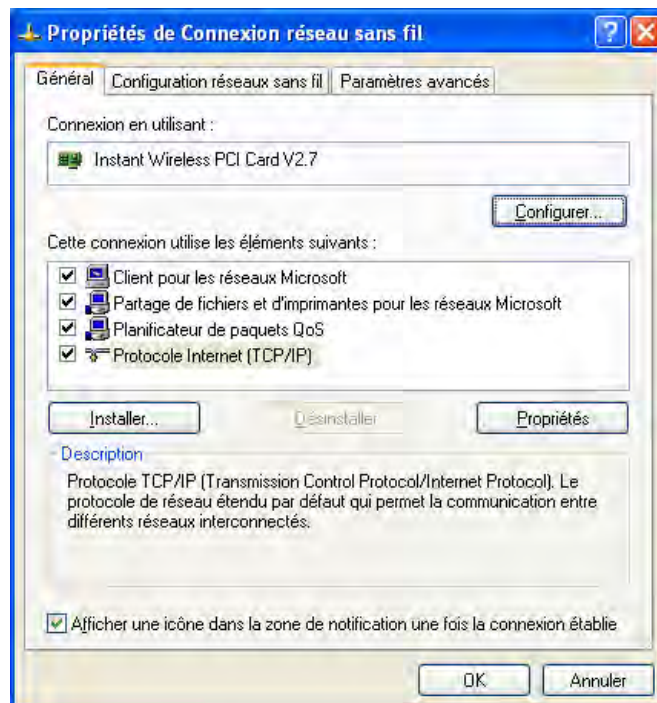 Propriétés de Connexion réseau sans fil
Général
Configuration réseaux sans fil
Paramètres avancés
Connexion en utilisant :
Instant Wireless PCI Card V2.7
Configurer...
Cette connexion utilise les éléments suivants :
Client pour les réseaux Microsoft
Partage de fichiers et d'imprimantes pour les réseaux Microsoft
Planificateur de paquets QoS
Protocole Internet (TCP/IP)
Installer...
Désinstaller
Propriétés
Description
Protocole TCP/IP (Transmission Control Protocol/Internet Protocol). Le
protocole de réseau étendu par défaut qui permet la communication entre
différents réseaux interconnectés.
Afficher une icône dans la zone de notification une fois la connexion établie
OK
Annuler